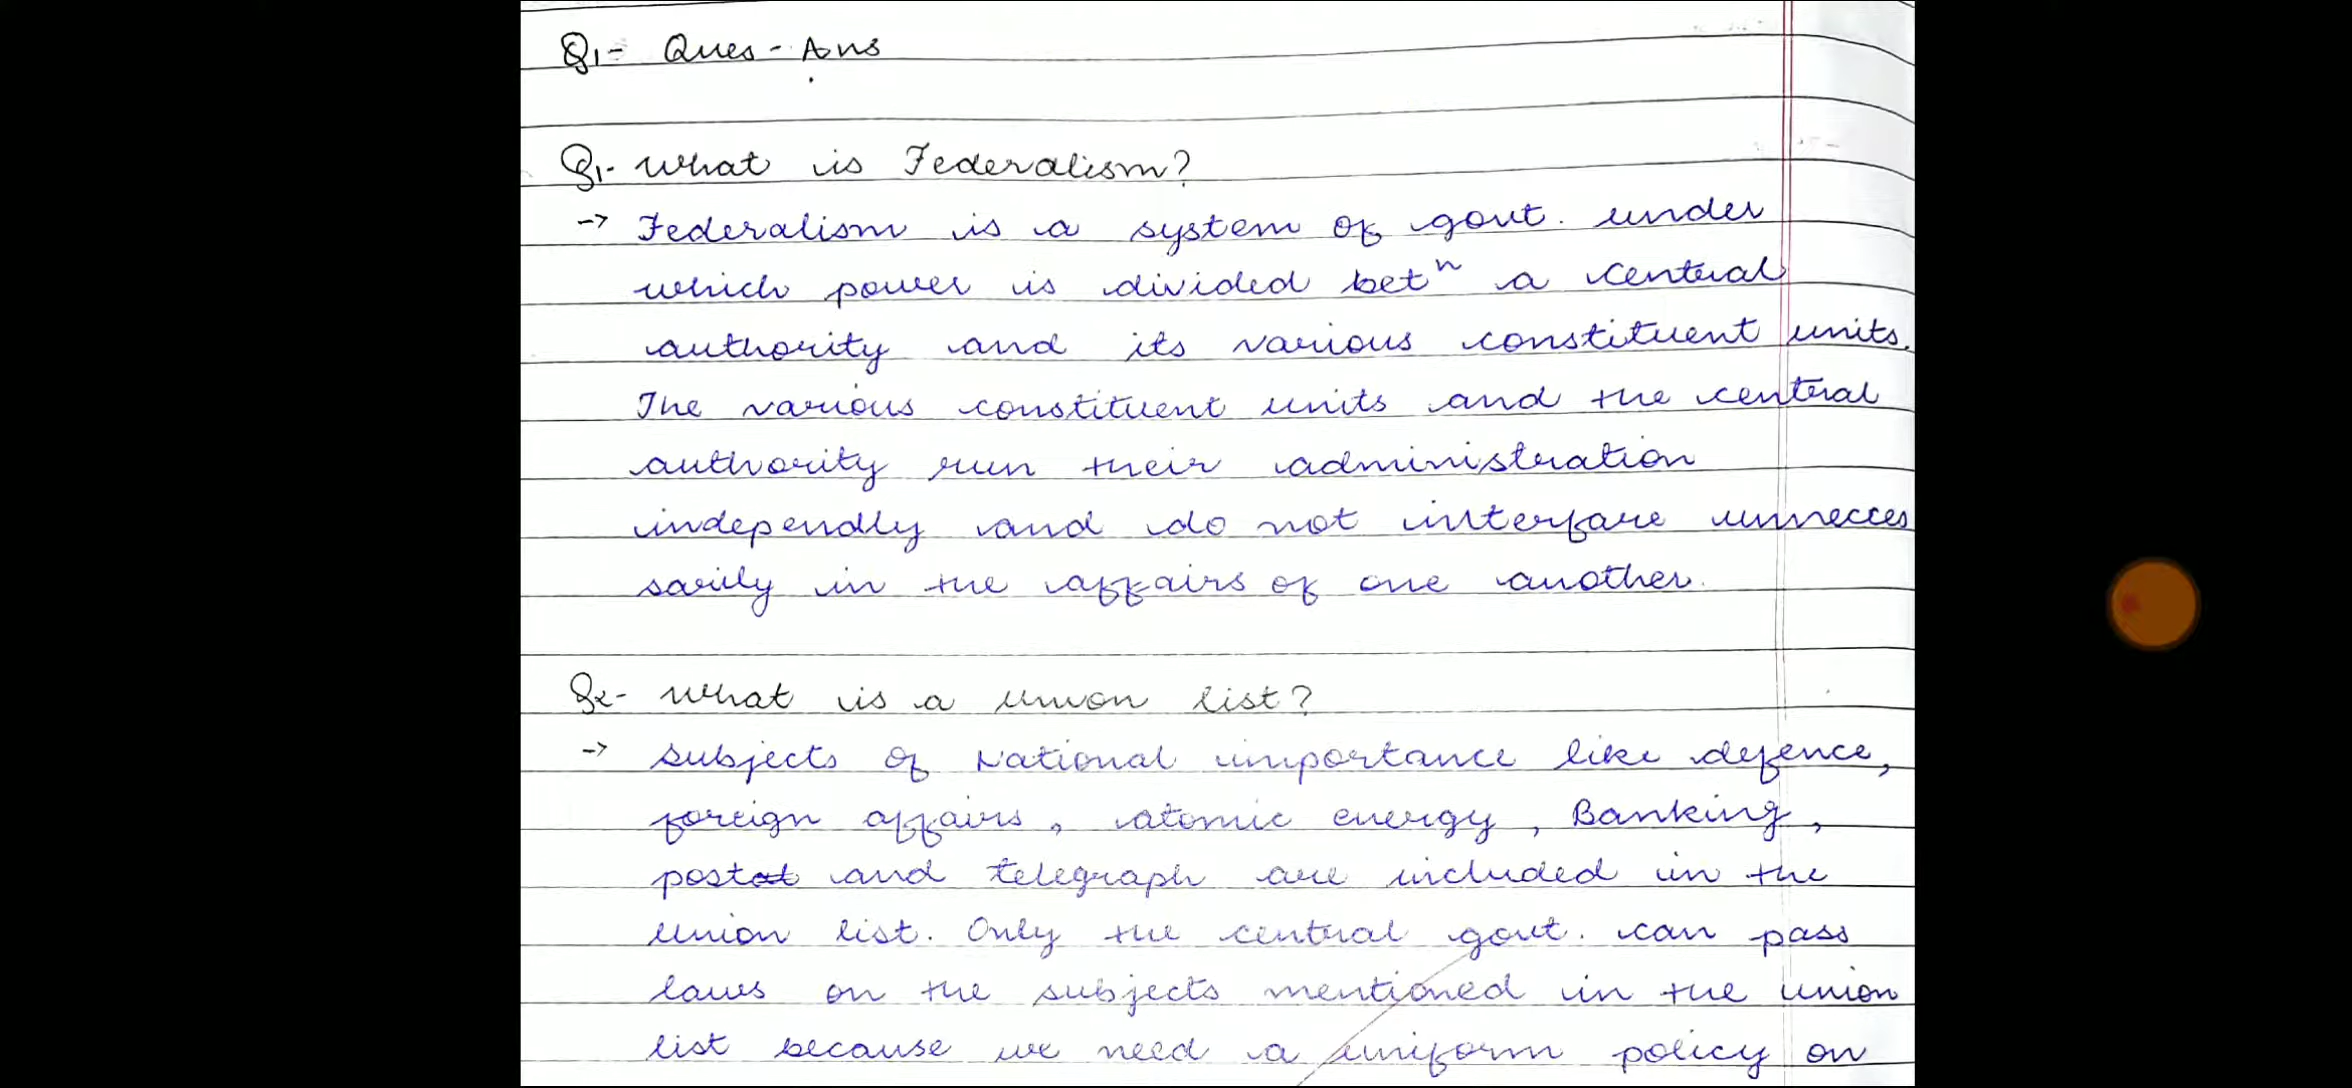 Q1- Ques - Ans
Q1- What is Federalism?
→ Federalism is a system of govt. under
which power is divided betⁿ a central
authority and its various constituent units.
The various constituent units and the central
authority run their administration
independly and do not interfare unnecces
sarily in the affairs of one another.
Q2- What is a union list?
→ Subjects of National importance like defence,
foreign affairs, atomic energy, Banking,
post and telegraph are included in the
union list. Only the central govt. can pass
laws on the subjects mentioned in the union
list because we need a uniform policy on